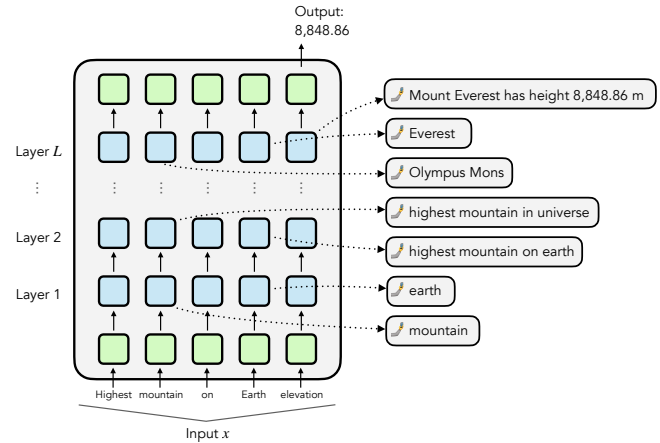 Output:
8,848.86
Mount Everest has height 8,848.86 m
Everest
Layer L
Olympus Mons
highest mountain in universe
Layer 2
highest mountain on earth
Layer 1
earth
mountain
Highest mountain on Earth elevation
Input x